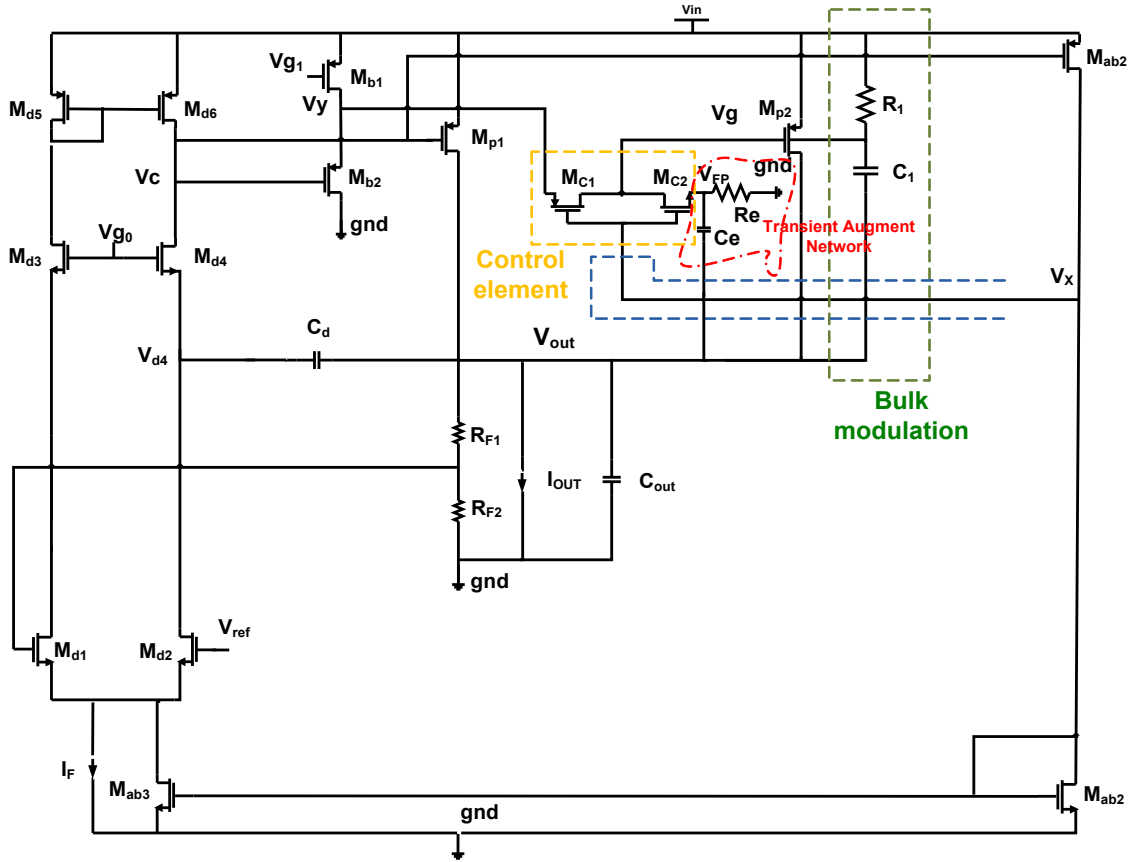 Vin
Vg1
Mb1
Mab2
Md5
Md6
Vy
Mp1
Vg
Mp2
R1
gnd
Vc
Mb2
MC1
MC2
VFP
C1
Re
gnd
Vg0
Md3
Md4
Ce
Transient Augment
Network
Control
element
VX
Cd
Vout
Vd4
Bulk
modulation
RF1
IOUT
Cout
RF2
gnd
Md1
Md2
Vref
IF
Mab3
gnd
Mab2